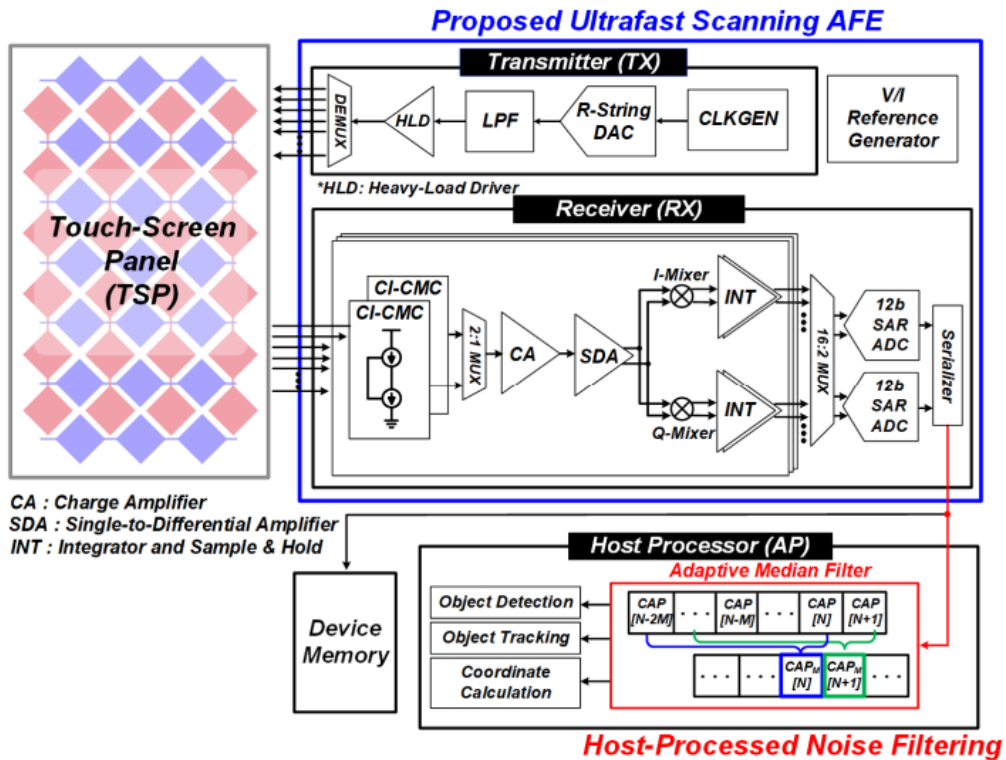 Proposed Ultrafast Scanning AFE
Transmitter (TX)
DEMUX
HLD
LPF
R-String
DAC
CLKGEN
V/I
Reference
Generator
*HLD: Heavy-Load Driver
Touch-Screen
Panel
(TSP)
Receiver (RX)
CI-CMC
CI-CMC
2:1 MUX
CA
SDA
I-Mixer
INT
Q-Mixer
INT
16:2 MUX
12b
SAR
ADC
12b
SAR
ADC
Serializer
CA : Charge Amplifier
SDA : Single-to-Differential Amplifier
INT : Integrator and Sample & Hold
Device
Memory
Host Processor (AP)
Adaptive Median Filter
Object Detection
Object Tracking
Coordinate
Calculation
CAP
[N-2M]
. . .
CAP
[N-M]
. . .
CAP
[N]
CAP
[N+1]
. . .
. . .
CAPM
[N]
CAPM
[N+1]
. . .
Host-Processed Noise Filtering